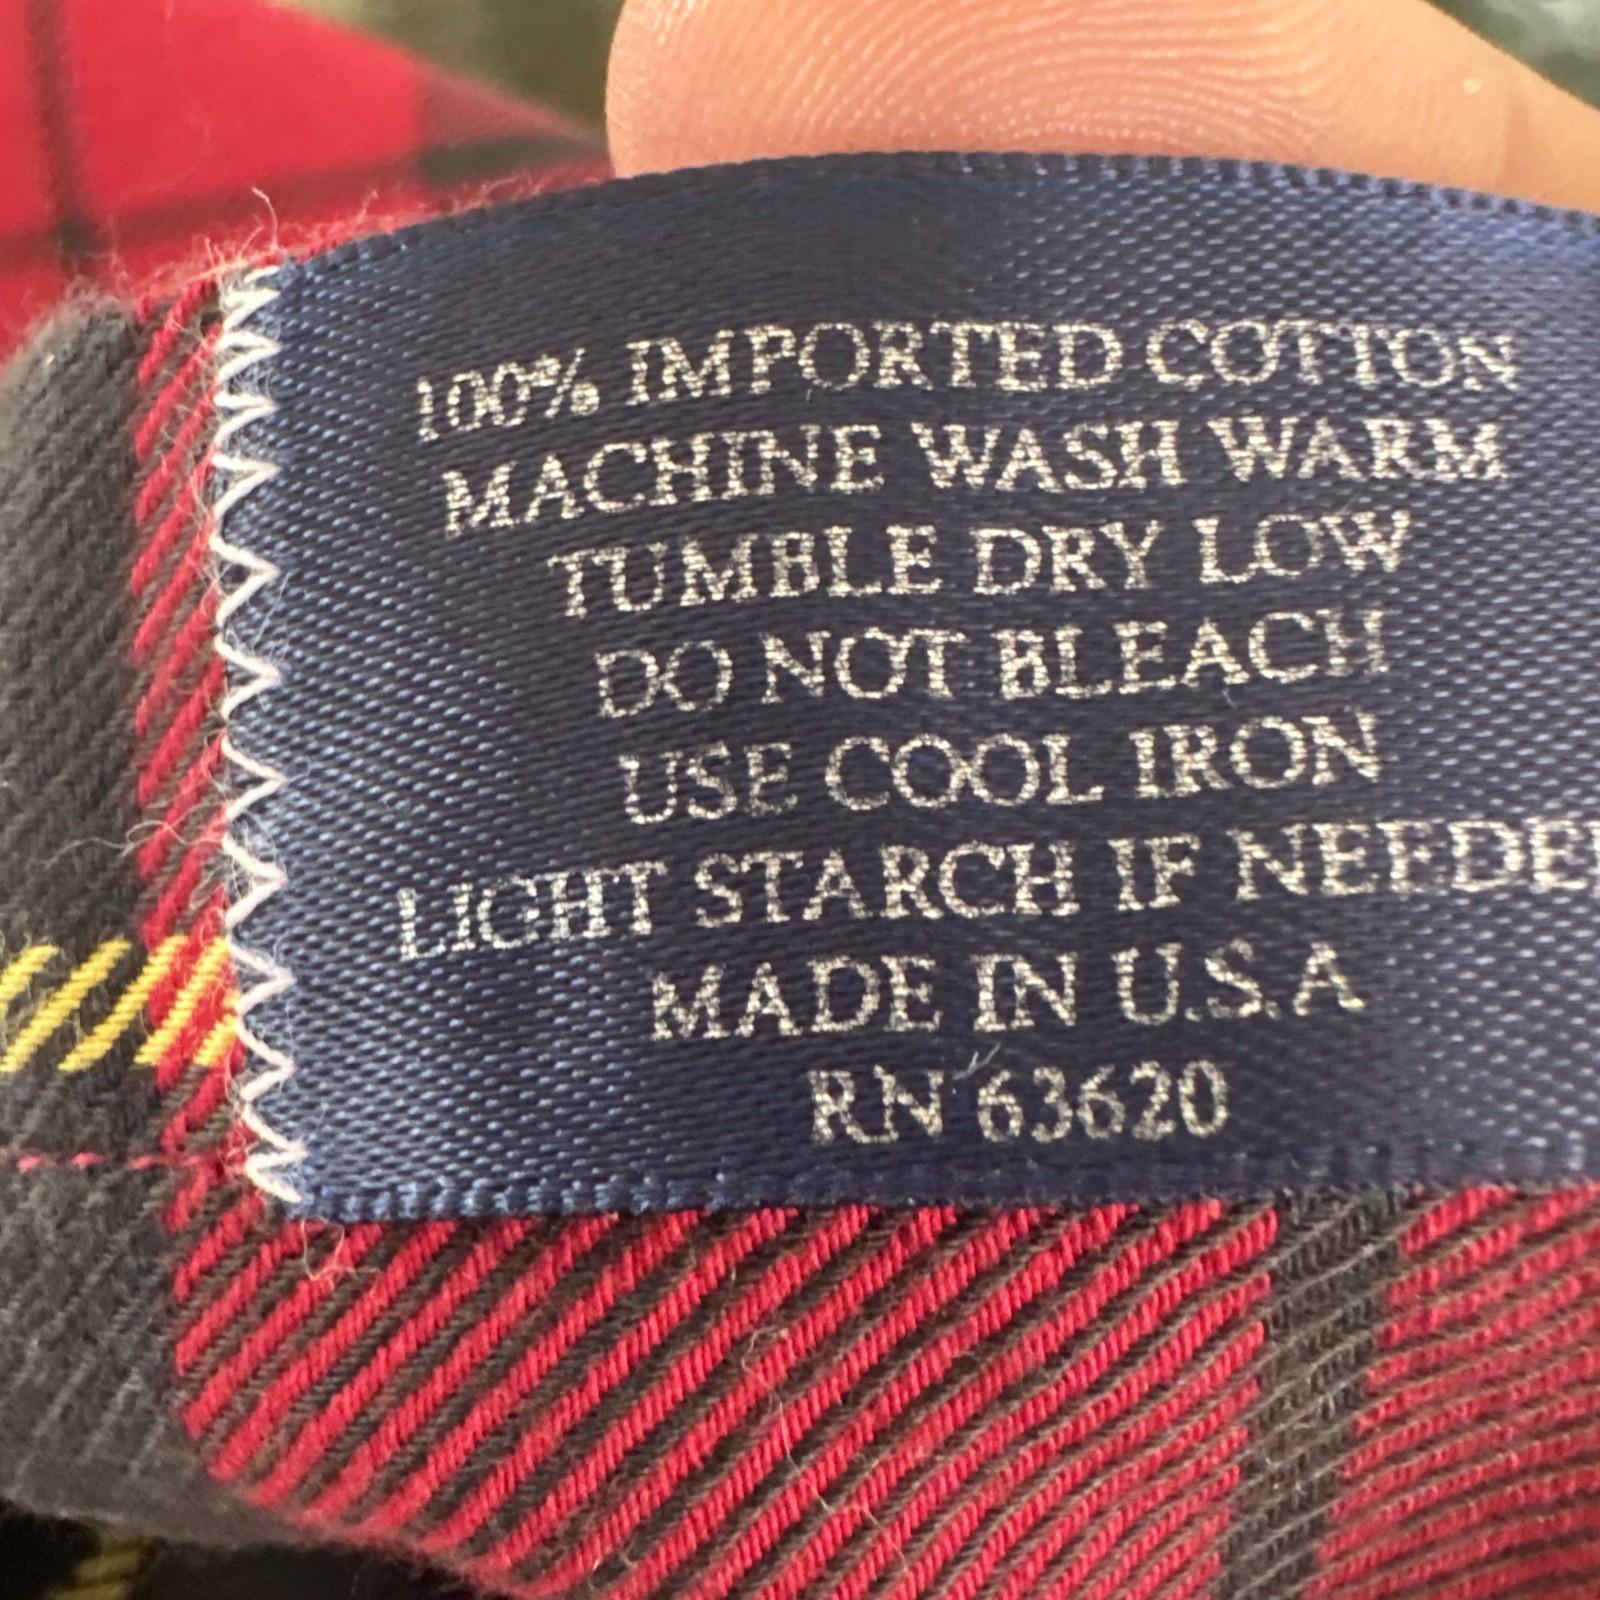 100% IMPORTED COTTON
MACHINE WASH WARM
TUMBLE DRY LOW
DO NOT BLEACH
USE COOL IRON
LIGHT STARCH IF NEEDE
MADE IN U.S.A
RN 63620